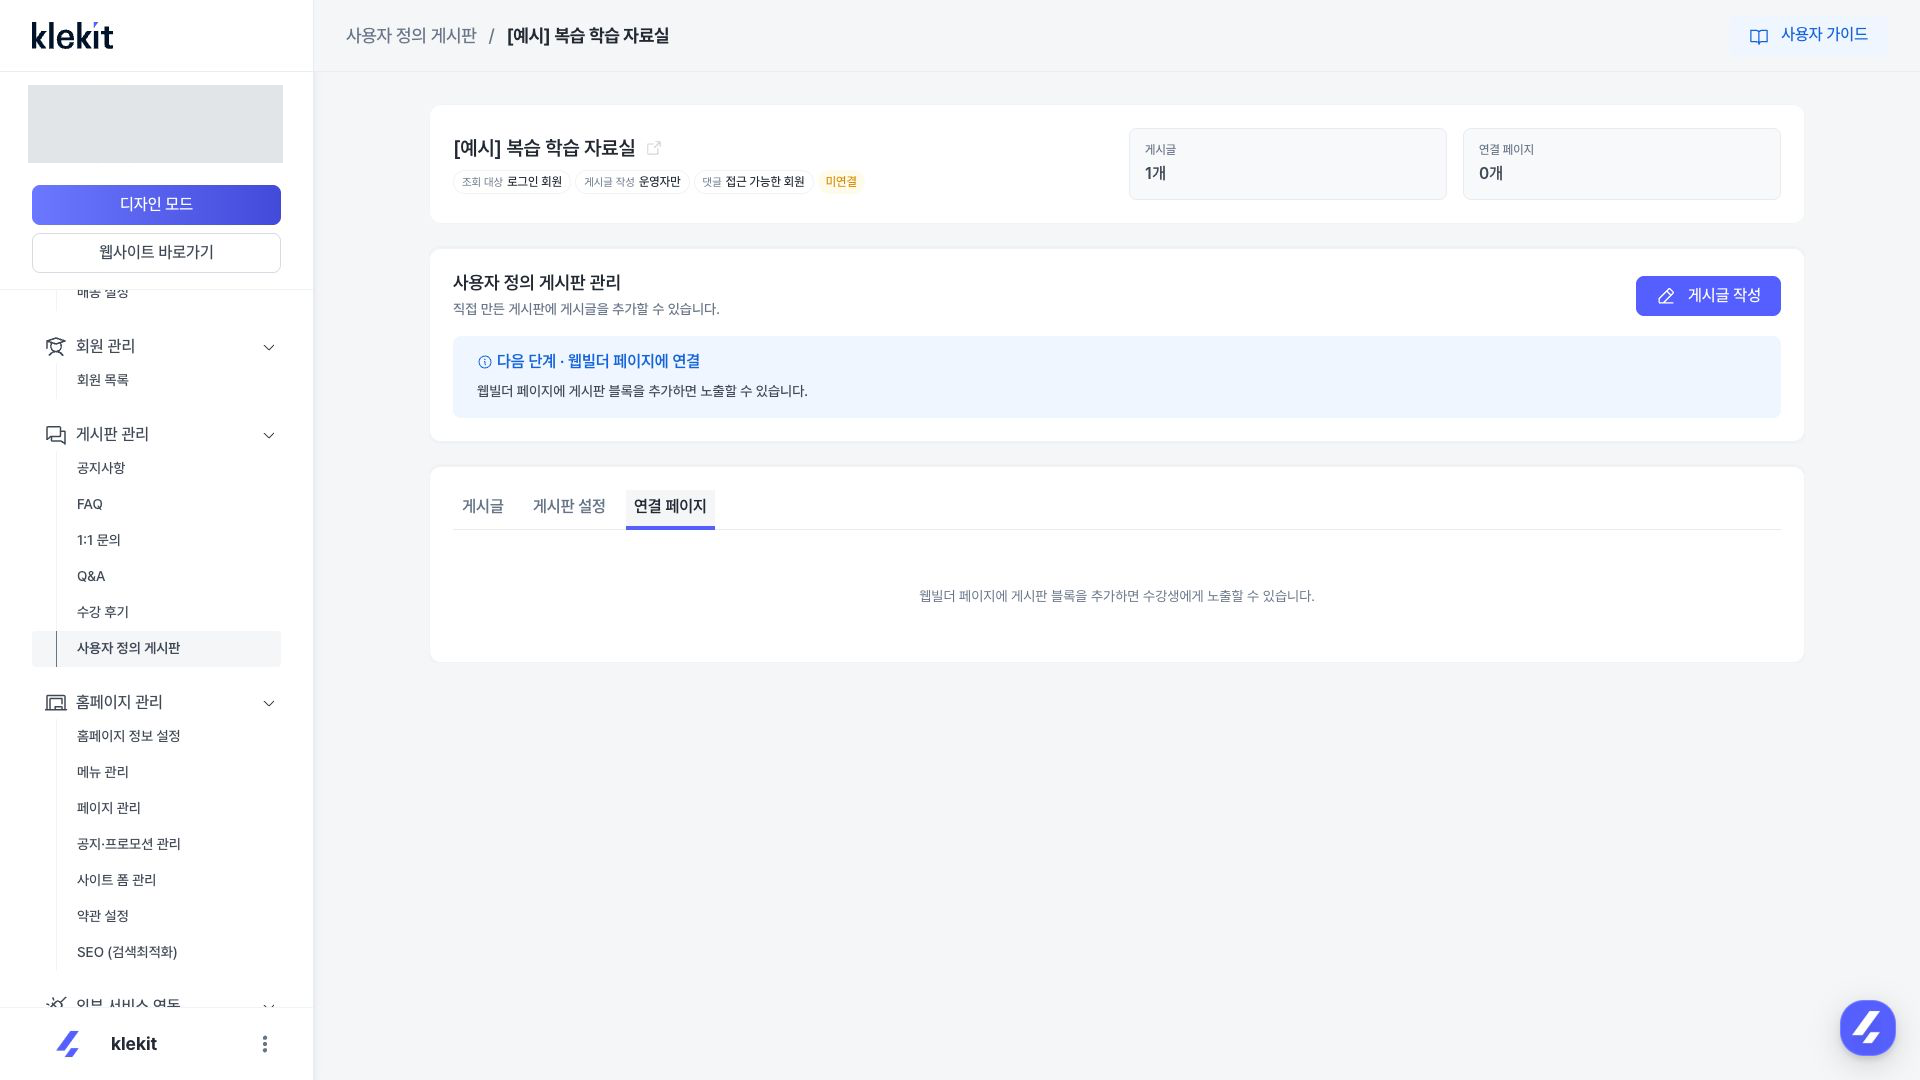 klekit
디자인 모드
웹사이트 바로가기
배송 설정
회원 관리
회원 목록
게시판 관리
공지사항
FAQ
1:1 문의
Q&A
수강 후기
사용자 정의 게시판
홈페이지 관리
홈페이지 정보 설정
메뉴 관리
페이지 관리
공지·프로모션 관리
사이트 폼 관리
약관 설정
SEO (검색최적화)
외부 서비스 연동
klekit
사용자 정의 게시판 / [예시] 복습 학습 자료실
사용자 가이드
[예시] 복습 학습 자료실
조회 대상 로그인 회원 게시글 작성 운영자만 댓글 접근 가능한 회원 미연결
게시글
1개
연결 페이지
0개
사용자 정의 게시판 관리
직접 만든 게시판에 게시글을 추가할 수 있습니다.
게시글 작성
다음 단계 · 웹빌더 페이지에 연결
웹빌더 페이지에 게시판 블록을 추가하면 노출할 수 있습니다.
게시글 게시판 설정 연결 페이지
웹빌더 페이지에 게시판 블록을 추가하면 수강생에게 노출할 수 있습니다.